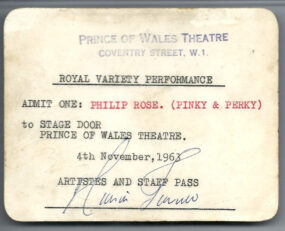 PRINCE OF WALES THEATRE
COVENTRY STREET, W.1.
ROYAL VARIETY PERFORMANCE
ADMIT ONE: PHILIP ROSE. (PINKY & PERKY)
to STAGE DOOR
PRINCE OF WALES THEATRE.
4th November, 1963
ARTISTES AND STAFF PASS